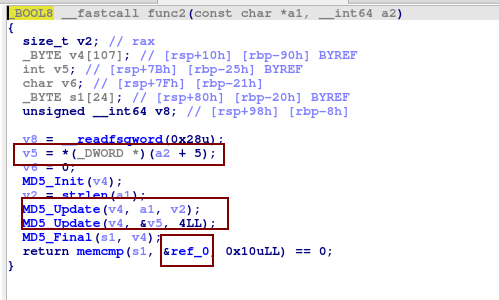 _BOOL8 __fastcall func2(const char *a1, __int64 a2)
{
size_t v2; // rax
_BYTE v4[107]; // [rsp+10h] [rbp-90h] BYREF
int v5; // [rsp+7Bh] [rbp-25h] BYREF
char v6; // [rsp+7Fh] [rbp-21h]
_BYTE s1[24]; // [rsp+80h] [rbp-20h] BYREF
unsigned __int64 v8; // [rsp+98h] [rbp-8h]
v8 = __readfsqword(0x28u);
v5 = *(_DWORD *)(a2 + 5);
v6 = 0;
MD5_Init(v4);
v2 = strlen(a1);
MD5_Update(v4, a1, v2);
MD5_Update(v4, &v5, 4LL);
MD5_Final(s1, v4);
return memcmp(s1, &ref_0, 0x10uLL) == 0;
}